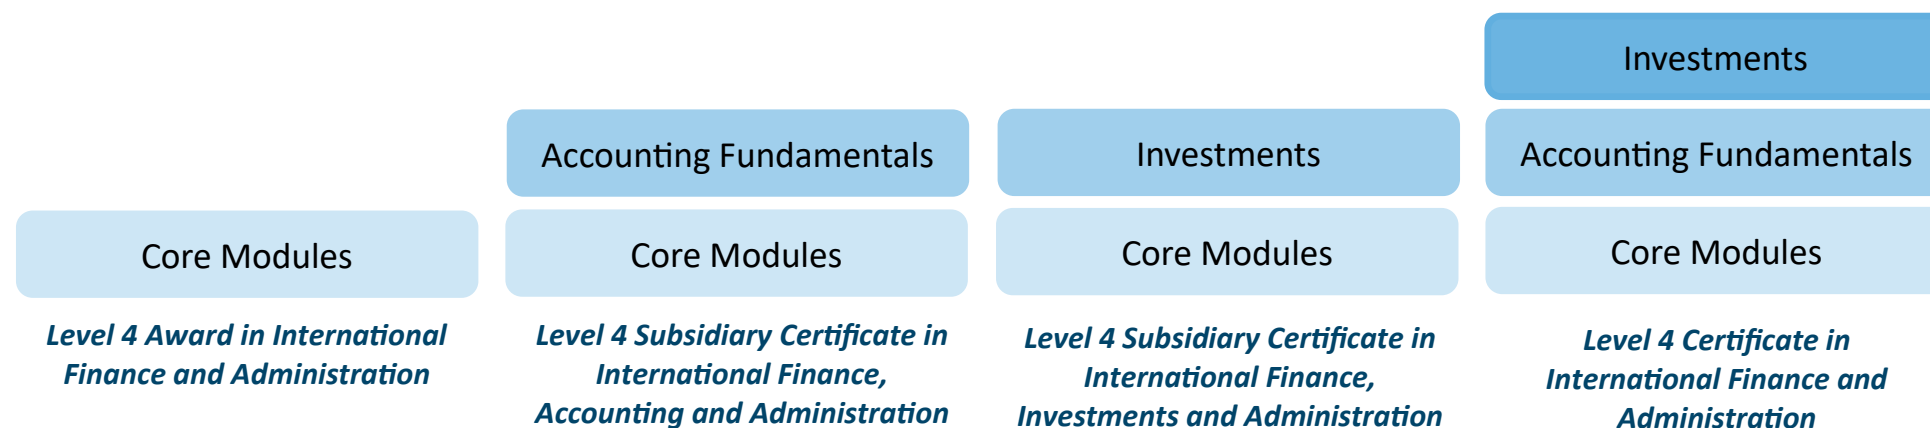 Investments
Accounting Fundamentals
Investments
Accounting Fundamentals
Core Modules
Core Modules
Core Modules
Core Modules
Level 4 Award in International
Finance and Administration
Level 4 Subsidiary Certificate in
International Finance,
Accounting and Administration
Level 4 Subsidiary Certificate in
International Finance,
Investments and Administration
Level 4 Certificate in
International Finance and
Administration